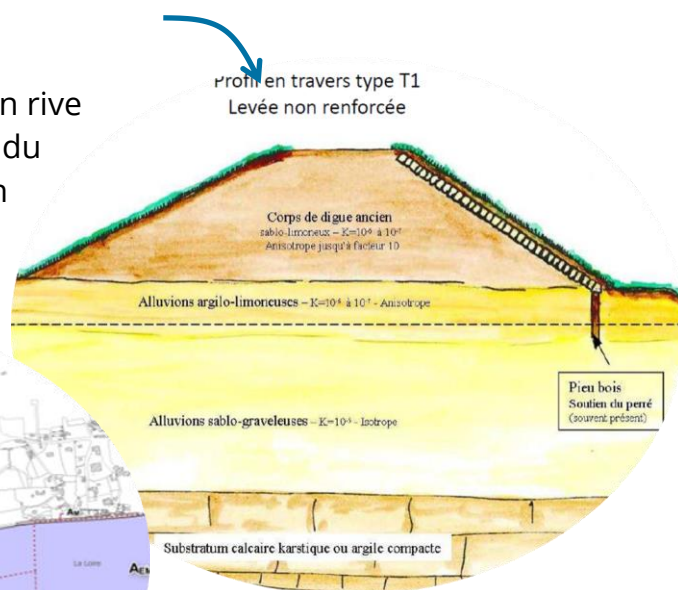 n rive
du
n
Profil en travers type T1
Levée non renforcée
Corps de digue ancien
sablo-limoneux – K=10⁻⁶ à 10⁻⁷
Anisotrope jusqu'à facteur 10
Alluvions argilo-limoneuses – K=10⁻⁶ à 10⁻⁷ - Anisotrope
Pieu bois
Soutien du perré
(souvent présent)
Alluvions sablo-graveleuses – K=10⁻⁵ - Isotrope
Substratum calcaire karstique ou argile compacte
La Loire